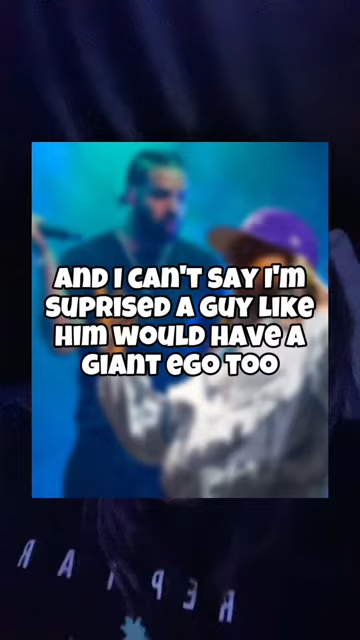 AND I CAN'T SAY I'M
SUPRISED A GUY LIKE
HIM WOULD HAVE A
GIANT EGO TOO